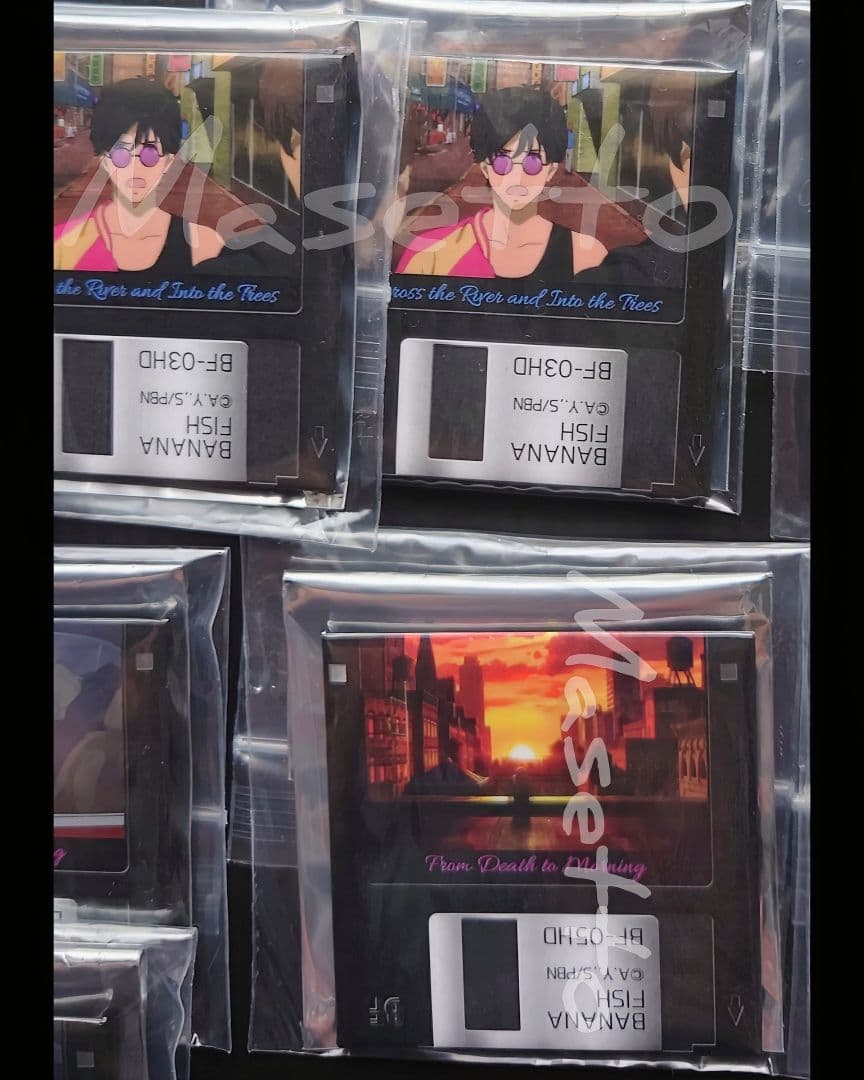 Masetto
the River and Into the Trees
BF-03HD
©A.Y.,S/PBN
FISH
BANANA
ross the River and Into the Trees
BF-03HD
©A.Y.,S/PBN
FISH
BANANA
g
Masetto
From Death to Morning
BF-05HD
©A.Y.,S/PBN
FISH
BANANA
BF